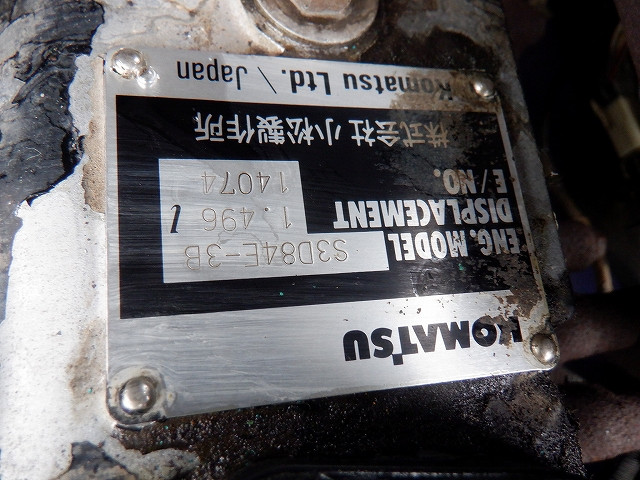 KOMATSU
ENG. MODEL S3D84E-3B
DISPLACEMENT 1.496 l
E/NO. 14074
株式会社 小松製作所
Komatsu Ltd. / Japan